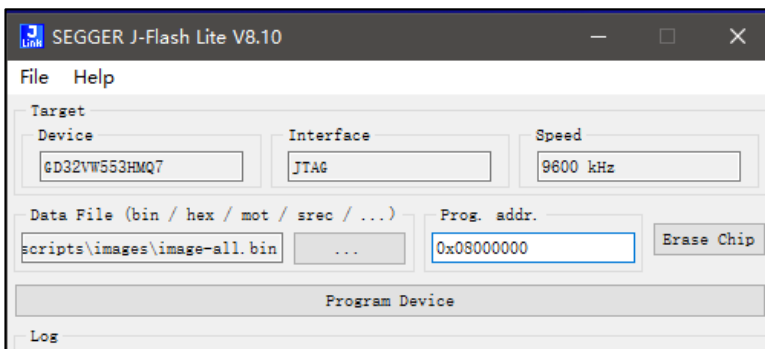 J LINK SEGGER J-Flash Lite V8.10
File Help
Target
Device Interface Speed
GD32VW553HMQ7 JTAG 9600 kHz
Data File (bin / hex / mot / srec / ...) Prog. addr.
scripts\images\image-all.bin ... 0x08000000 Erase Chip
Program Device
Log